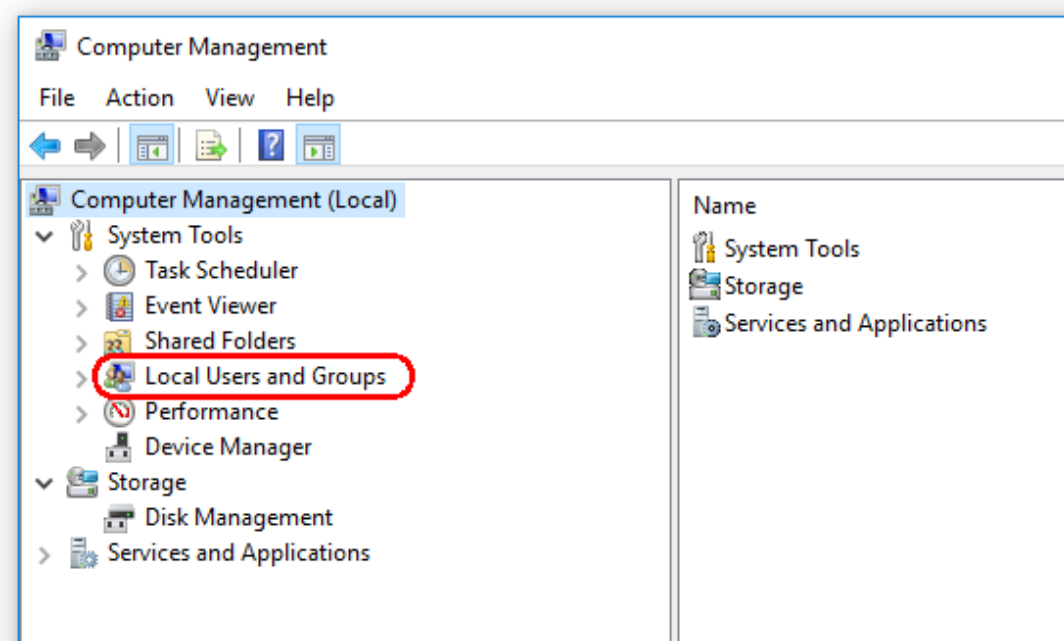 Computer Management
File Action View Help
Computer Management (Local)
System Tools
Task Scheduler
Event Viewer
Shared Folders
Local Users and Groups
Performance
Device Manager
Storage
Disk Management
Services and Applications
Name
System Tools
Storage
Services and Applications